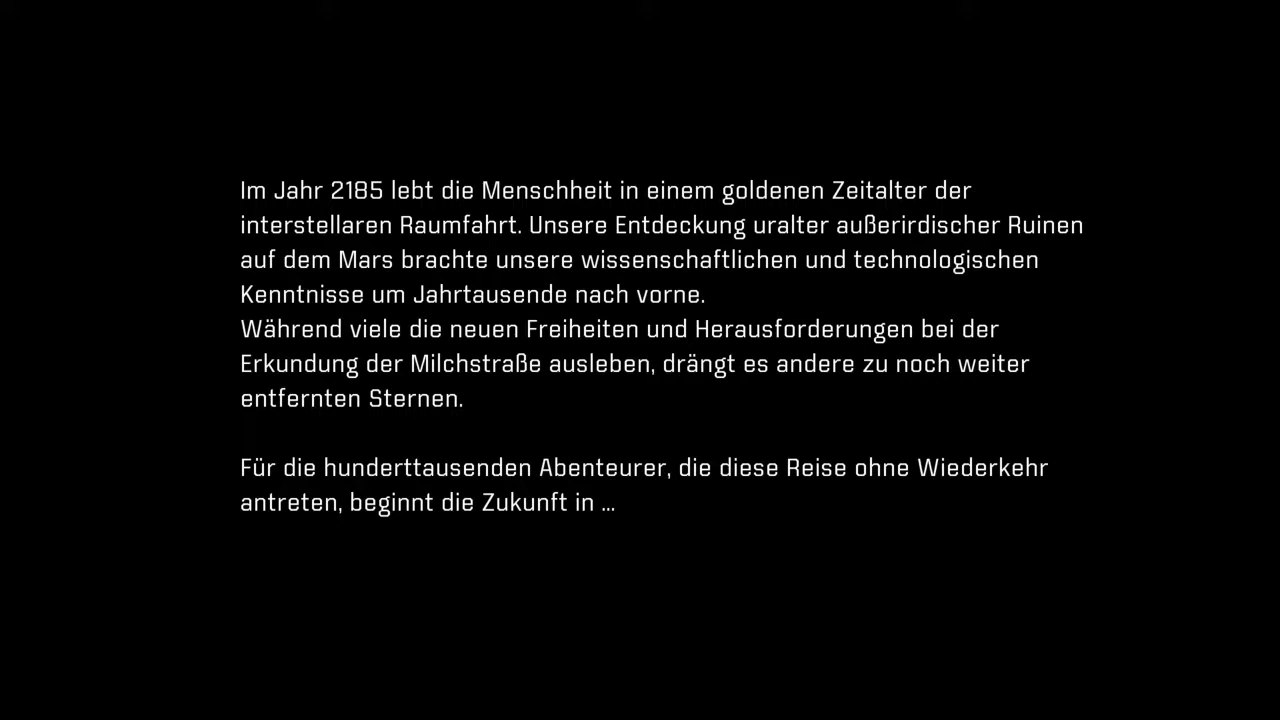 Im Jahr 2185 lebt die Menschheit in einem goldenen Zeitalter der
interstellaren Raumfahrt. Unsere Entdeckung uralter außerirdischer Ruinen
auf dem Mars brachte unsere wissenschaftlichen und technologischen
Kenntnisse um Jahrtausende nach vorne.
Während viele die neuen Freiheiten und Herausforderungen bei der
Erkundung der Milchstraße ausleben, drängt es andere zu noch weiter
entfernten Sternen.
Für die hunderttausenden Abenteurer, die diese Reise ohne Wiederkehr
antreten, beginnt die Zukunft in ...